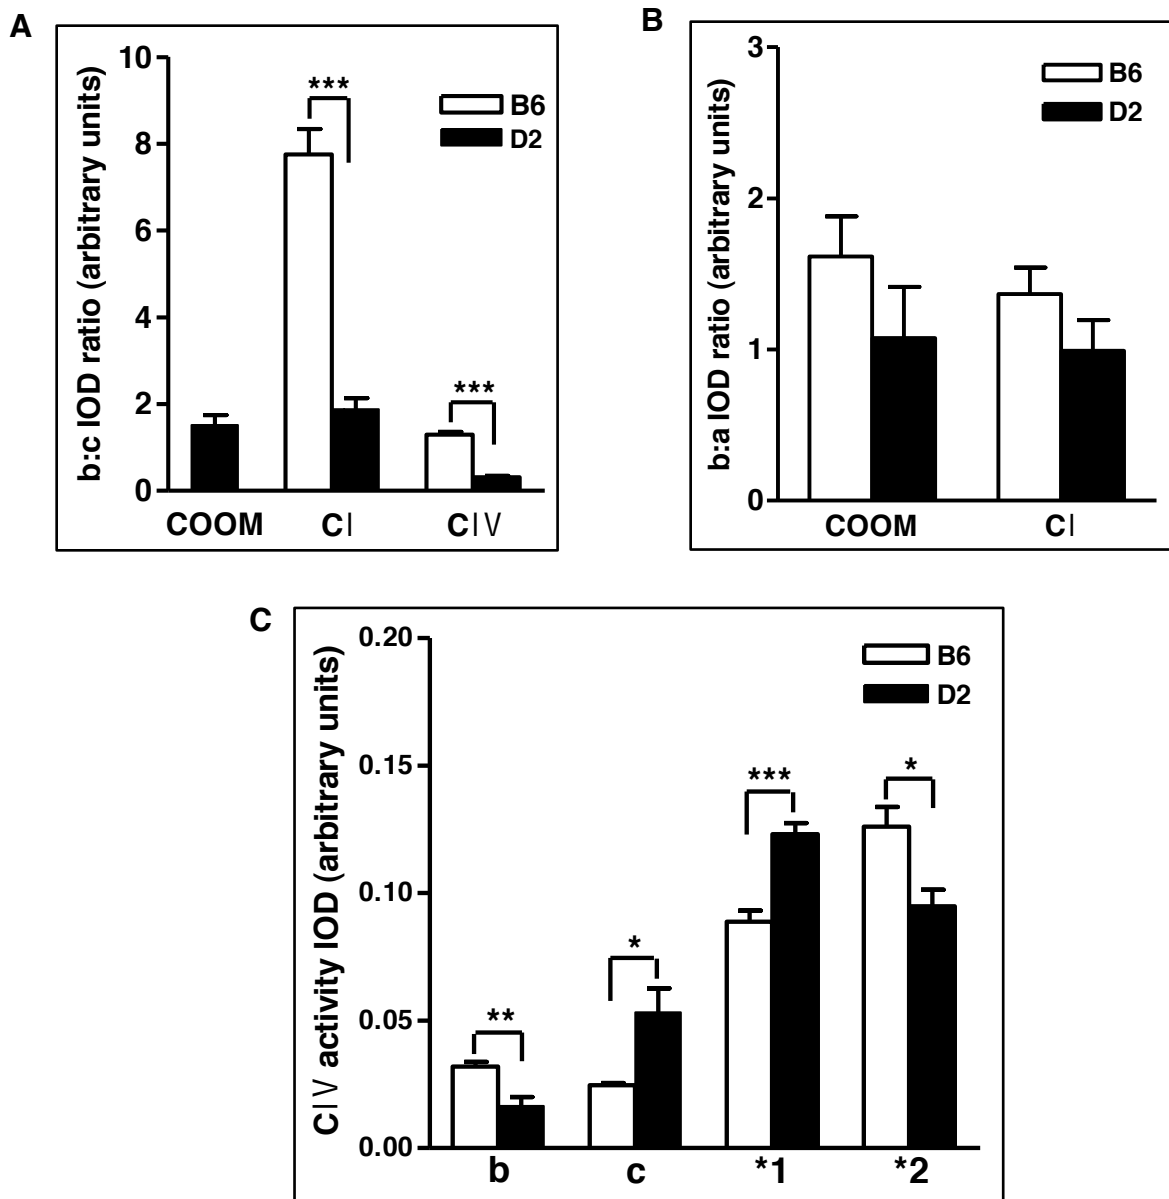 A
b:c IOD ratio (arbitrary units)
10
8
6
4
2
0
***
***
B6
D2
COOM CI CIV
B
b:a IOD ratio (arbitrary units)
3
2
1
0
B6
D2
COOM CI
C
CIV activity IOD (arbitrary units)
0.20
0.15
0.10
0.05
0.00
B6
D2
**
*
***
*
b c *1 *2